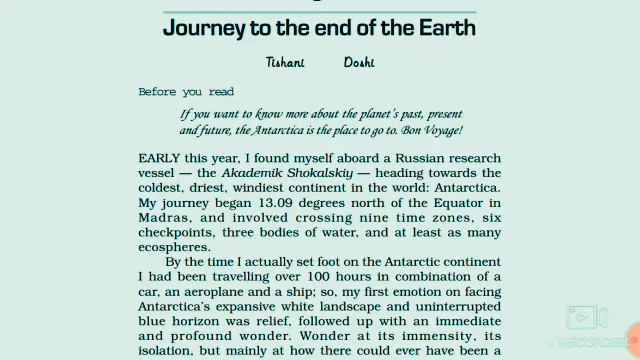 Journey to the end of the Earth
Tishani Doshi
Before you read
If you want to know more about the planet's past, present
and future, the Antarctica is the place to go to. Bon Voyage!
EARLY this year, I found myself aboard a Russian research
vessel — the Akademik Shokalskiy — heading towards the
coldest, driest, windiest continent in the world: Antarctica.
My journey began 13.09 degrees north of the Equator in
Madras, and involved crossing nine time zones, six
checkpoints, three bodies of water, and at least as many
ecospheres.
By the time I actually set foot on the Antarctic continent
I had been travelling over 100 hours in combination of a
car, an aeroplane and a ship; so, my first emotion on facing
Antarctica's expansive white landscape and uninterrupted
blue horizon was relief, followed up with an immediate
and profound wonder. Wonder at its immensity, its
isolation, but mainly at how there could ever have been a